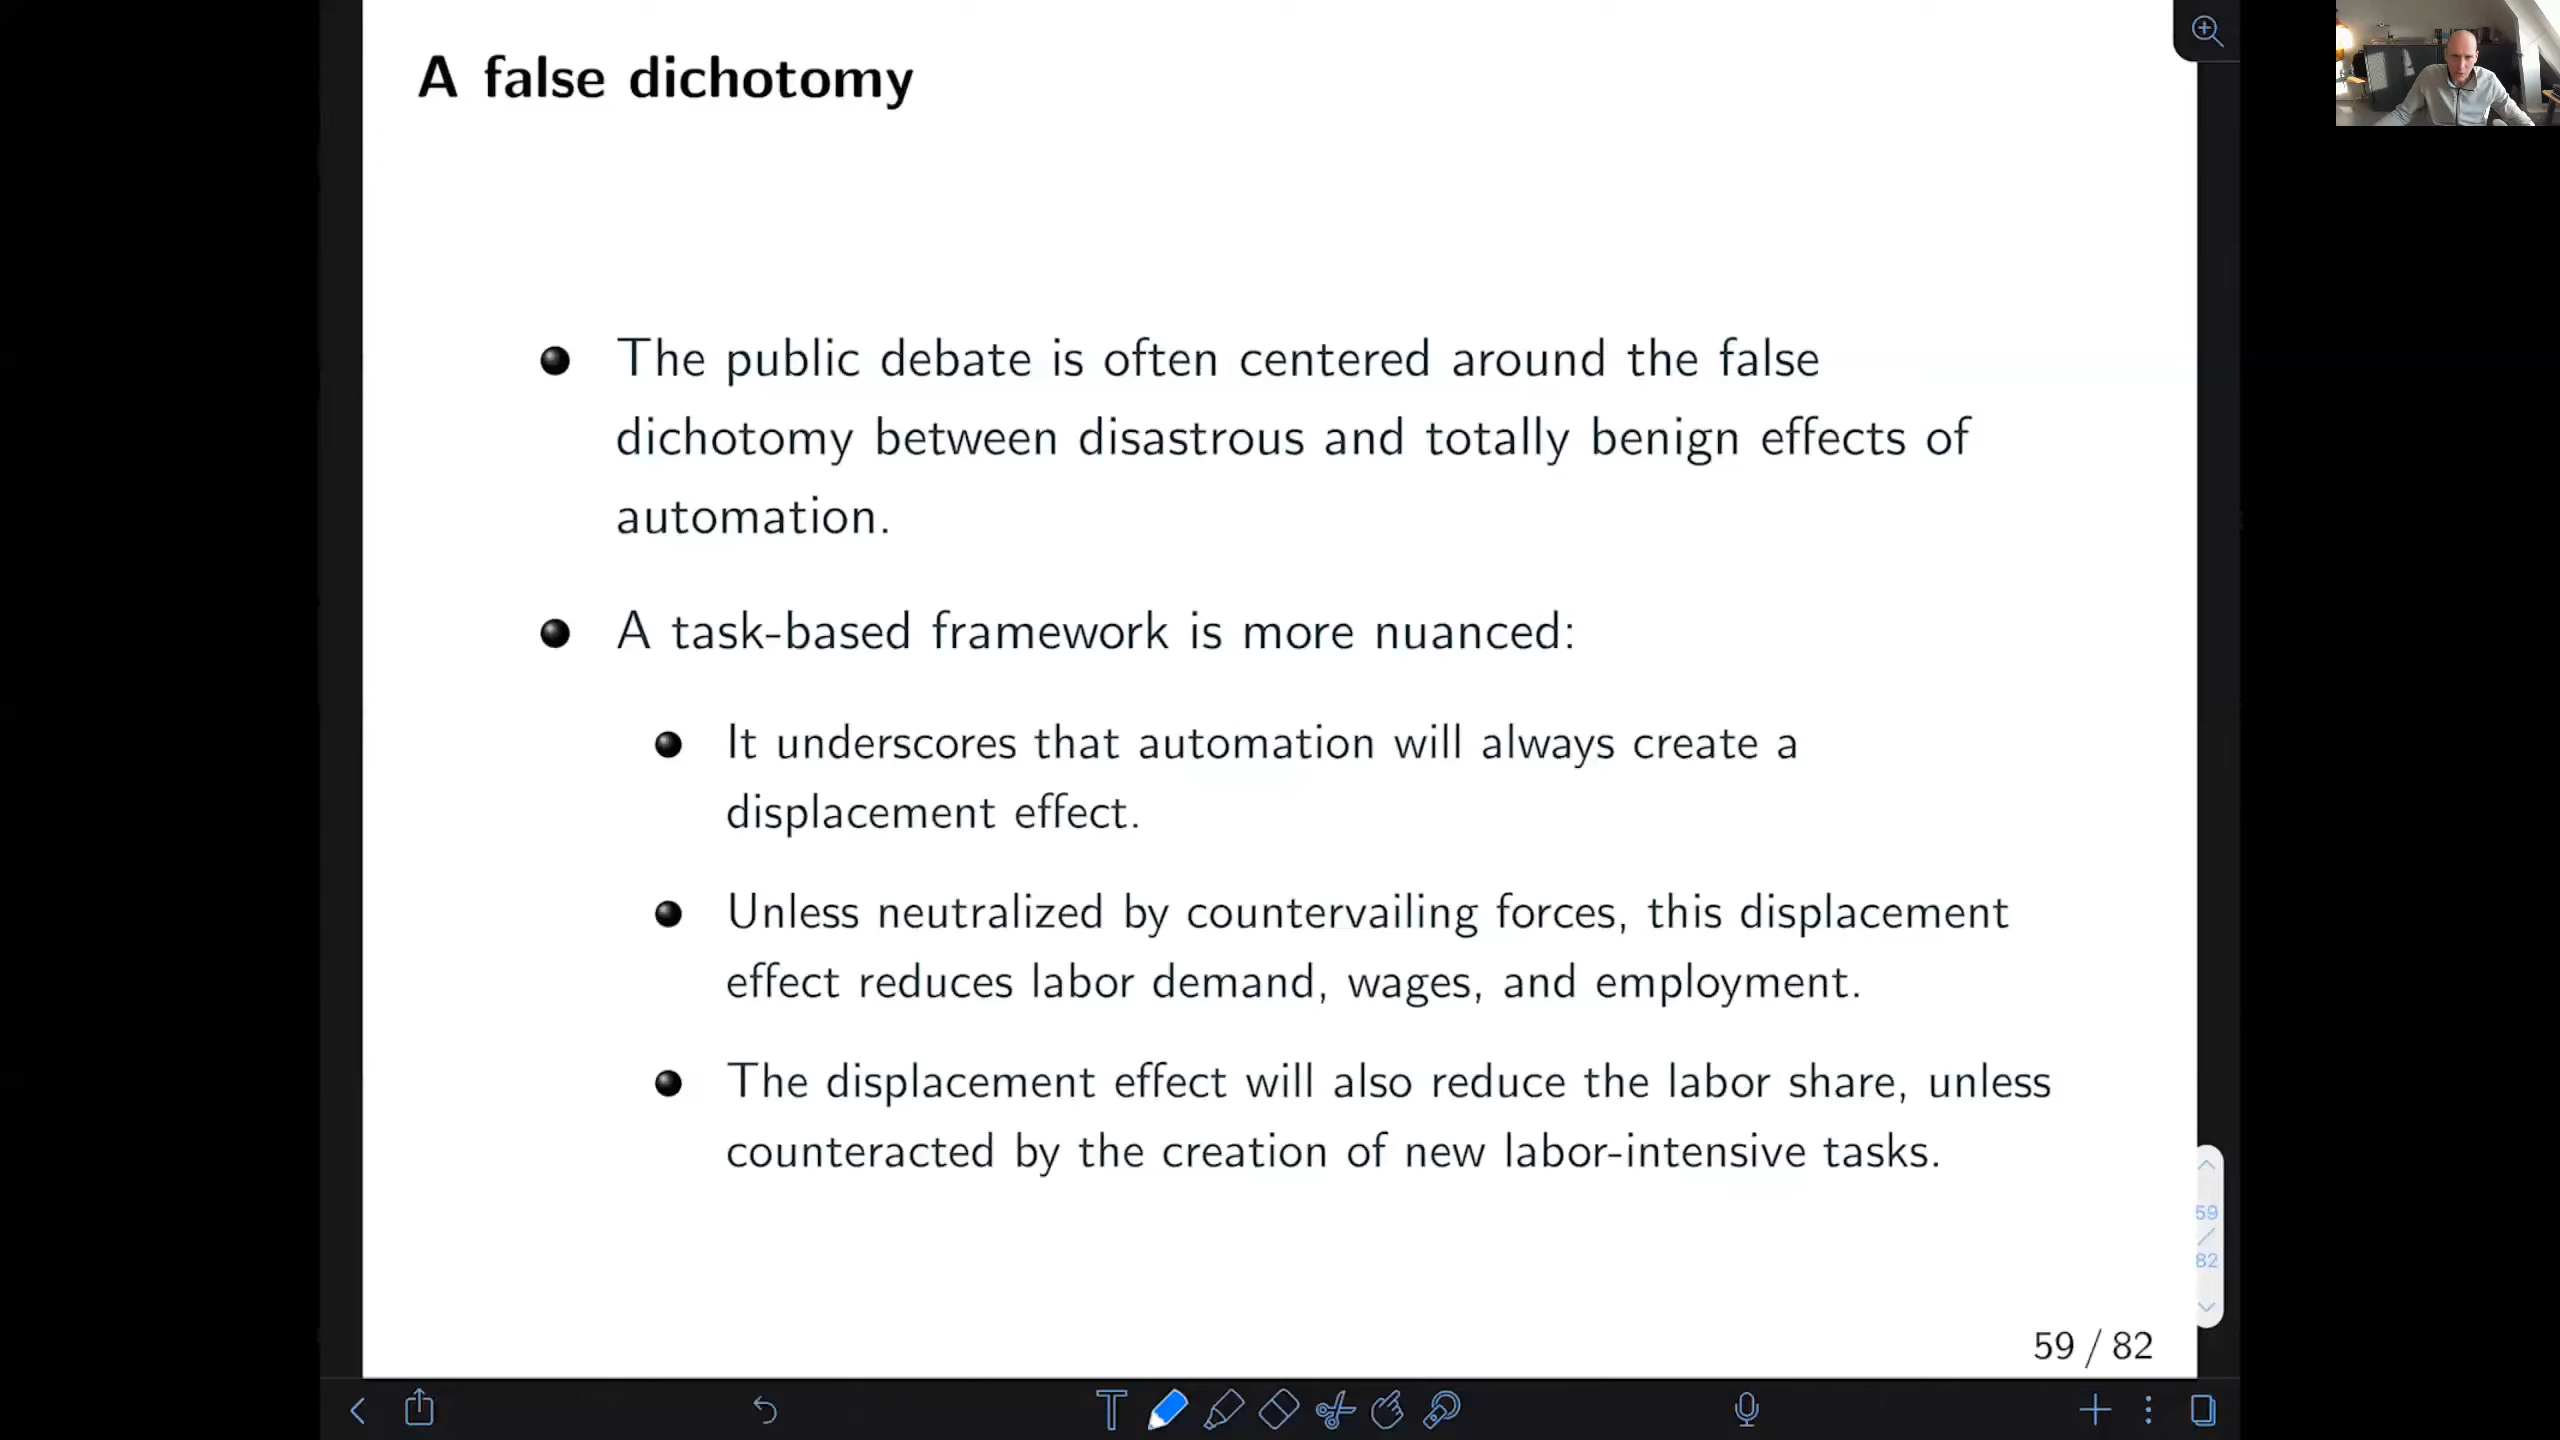 A false dichotomy
The public debate is often centered around the false
dichotomy between disastrous and totally benign effects of
automation.
A task-based framework is more nuanced:
It underscores that automation will always create a
displacement effect.
Unless neutralized by countervailing forces, this displacement
effect reduces labor demand, wages, and employment.
The displacement effect will also reduce the labor share, unless
counteracted by the creation of new labor-intensive tasks.
59
/
82
59 / 82